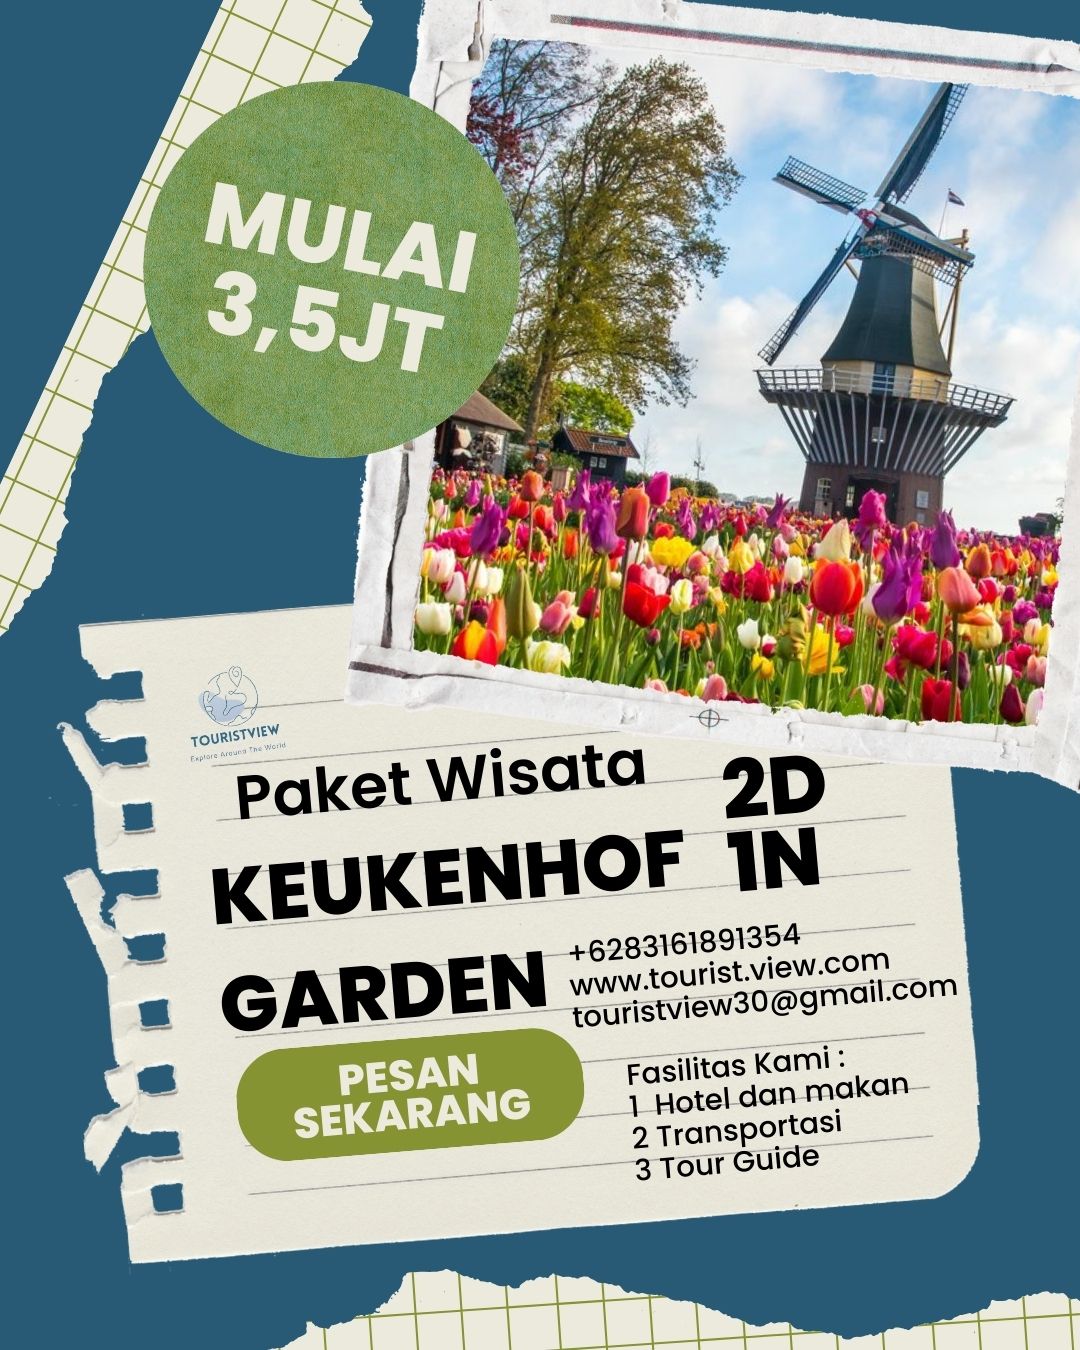 MULAI
3,5JT
TOURISTVIEW
Explore Around The World
Paket Wisata
2D
1N
KEUKENHOF
GARDEN
+6283161891354
www.tourist.view.com
touristview30@gmail.com
PESAN
SEKARANG
Fasilitas Kami :
1 Hotel dan makan
2 Transportasi
3 Tour Guide